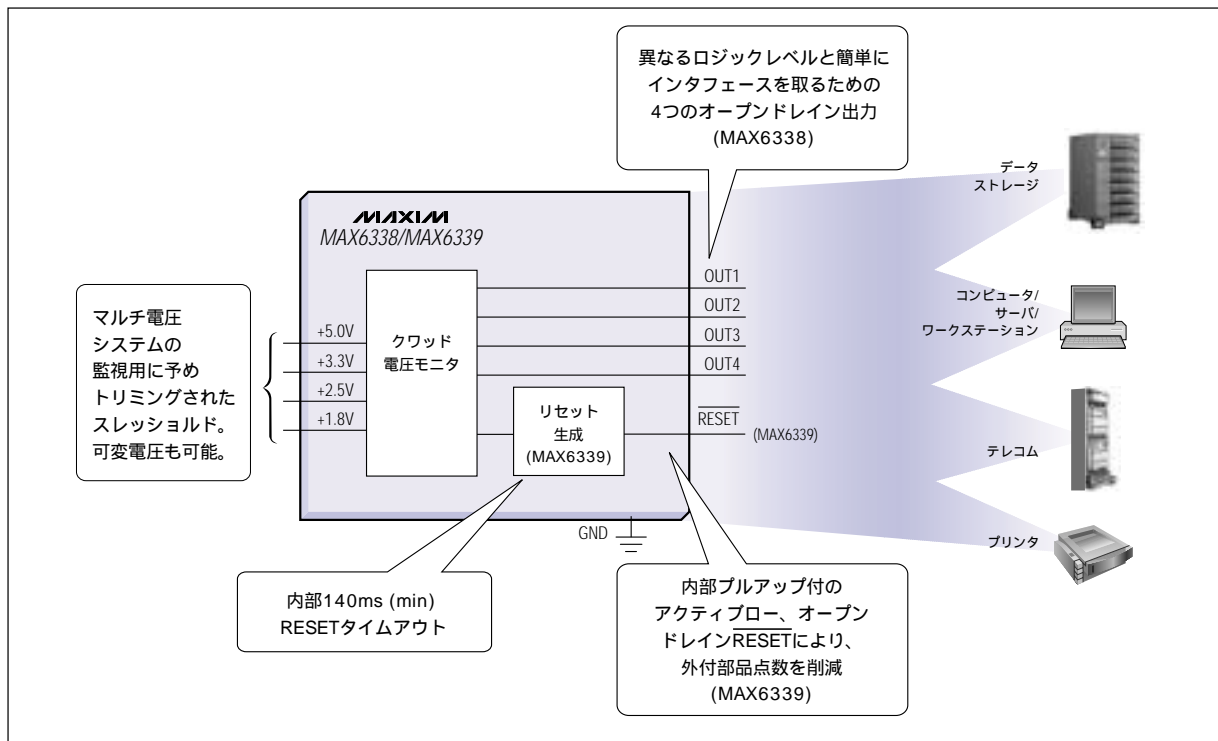 異なるロジックレベルと簡単に
インタフェースを取るための
4つのオープンドレイン出力
(MAX6338)
データ
ストレージ
MAXIM
MAX6338/MAX6339
マルチ電圧
システムの
監視用に予め
トリミングされた
スレッショルド。
可変電圧も可能。
+5.0V
+3.3V
+2.5V
+1.8V
クワッド
電圧モニタ
OUT1
OUT2
OUT3
OUT4
リセット
生成
(MAX6339)
RESET
(MAX6339)
コンピュータ/
サーバ/
ワークステーション
テレコム
プリンタ
GND
内部140ms (min)
RESETタイムアウト
内部プルアップ付の
アクティブロー、オープン
ドレインRESETにより、
外付部品点数を削減
(MAX6339)